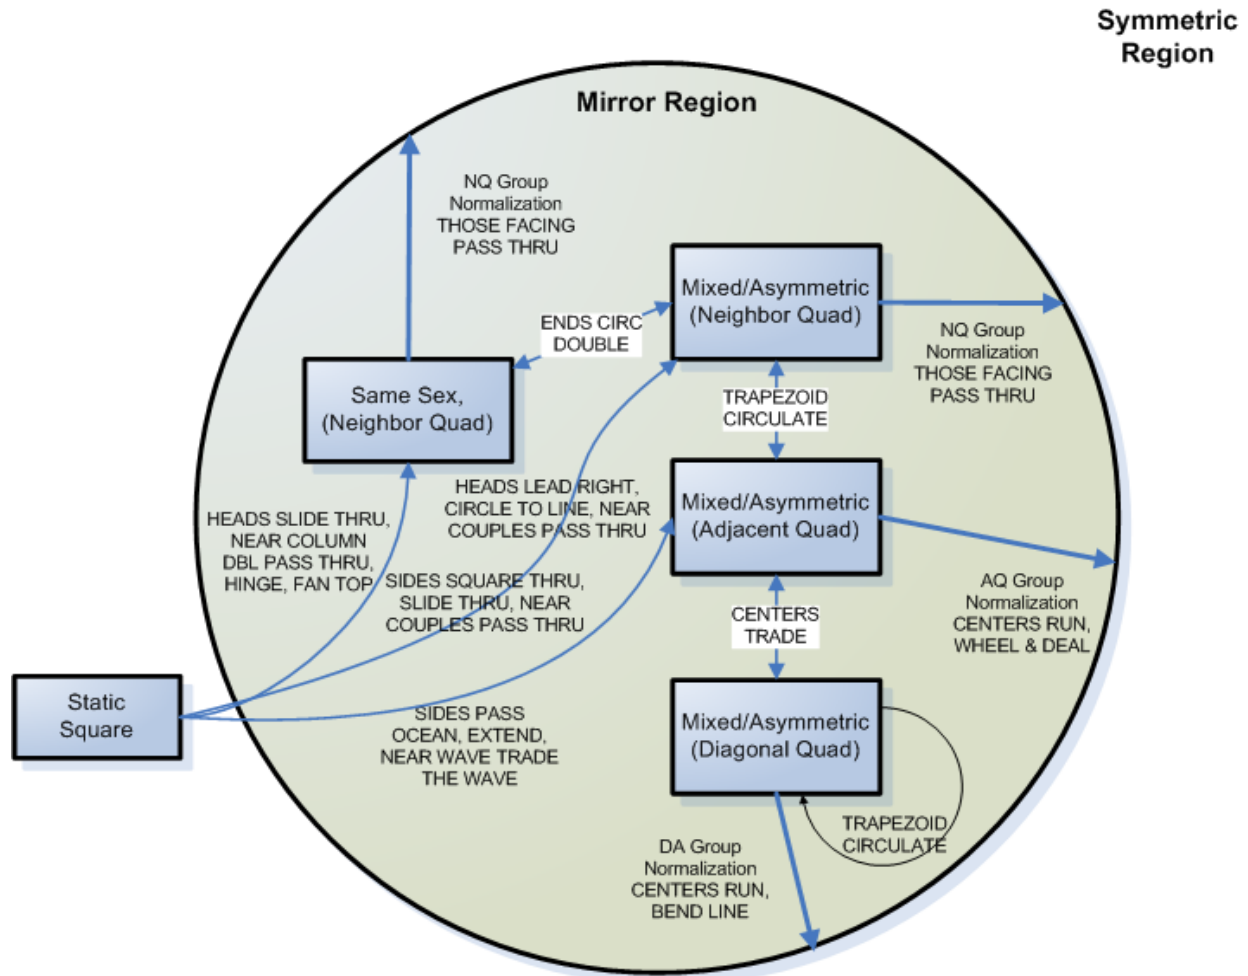 Symmetric
Region
Mirror Region
NQ Group
Normalization
THOSE FACING
PASS THRU
Mixed/Asymmetric
(Neighbor Quad)
ENDS CIRC
DOUBLE
NQ Group
Normalization
THOSE FACING
PASS THRU
Same Sex,
(Neighbor Quad)
TRAPEZOID
CIRCULATE
HEADS LEAD RIGHT,
CIRCLE TO LINE, NEAR
COUPLES PASS THRU
Mixed/Asymmetric
(Adjacent Quad)
HEADS SLIDE THRU,
NEAR COLUMN
DBL PASS THRU,
HINGE, FAN TOP
SIDES SQUARE THRU,
SLIDE THRU, NEAR
COUPLES PASS THRU
AQ Group
Normalization
CENTERS RUN,
WHEEL & DEAL
CENTERS
TRADE
Static
Square
SIDES PASS
OCEAN, EXTEND,
NEAR WAVE TRADE
THE WAVE
Mixed/Asymmetric
(Diagonal Quad)
TRAPEZOID
CIRCULATE
DA Group
Normalization
CENTERS RUN,
BEND LINE